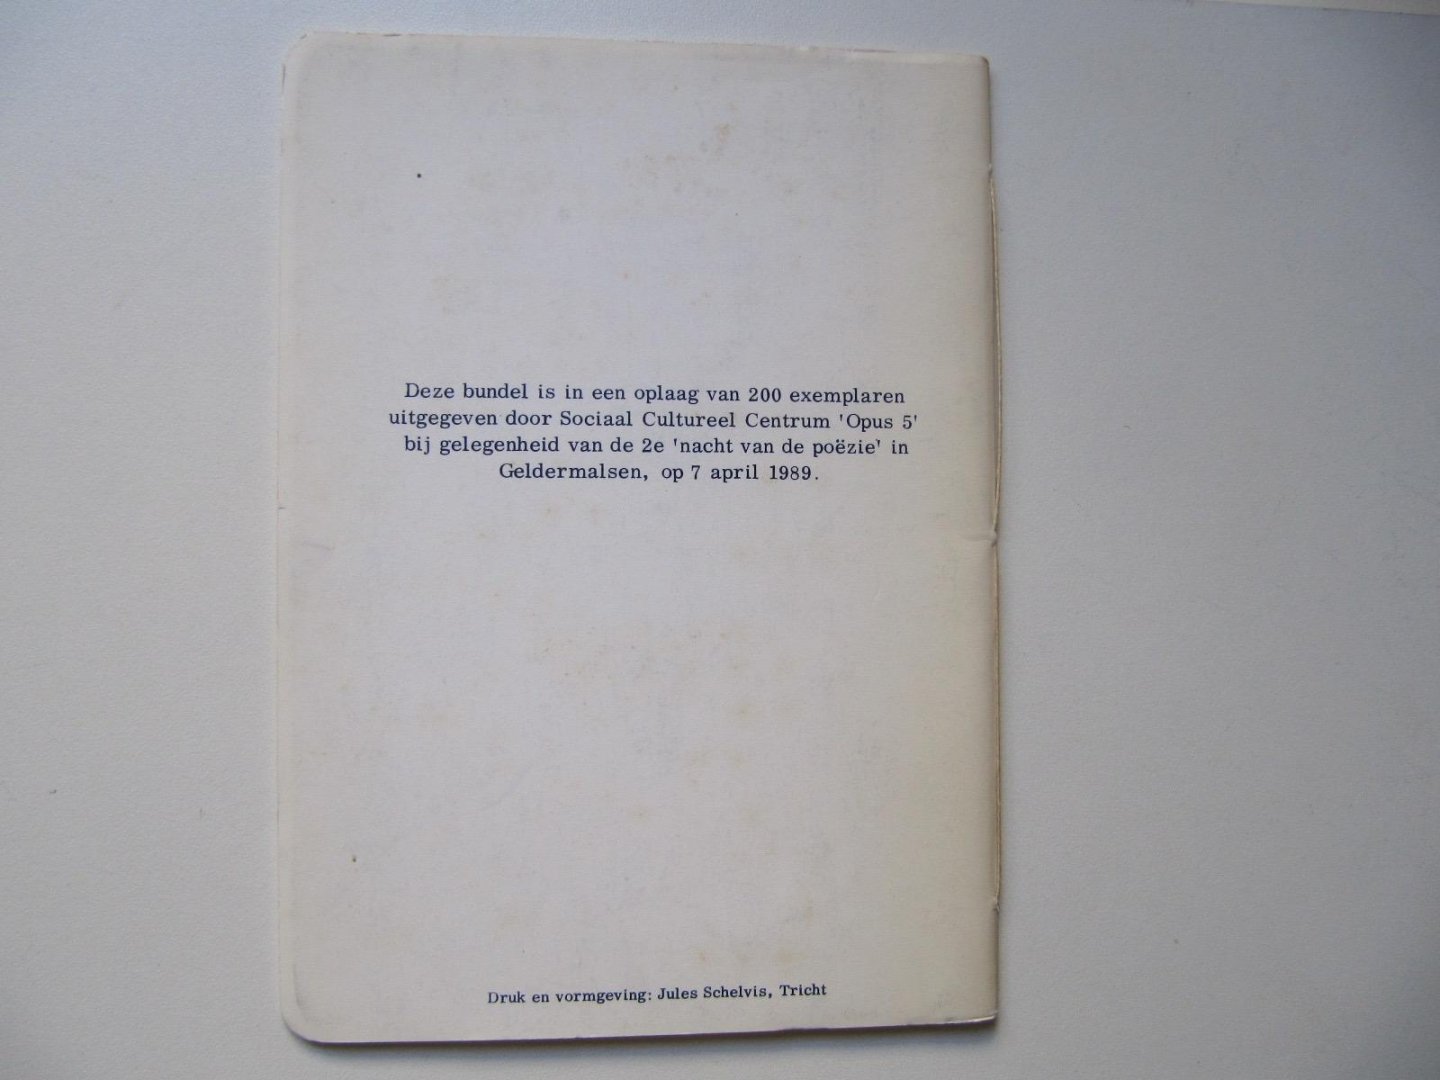 Deze bundel is in een oplaag van 200 exemplaren
uitgegeven door Sociaal Cultureel Centrum 'Opus 5'
bij gelegenheid van de 2e 'nacht van de poëzie' in
Geldermalsen, op 7 april 1989.
Druk en vormgeving: Jules Schelvis, Tricht